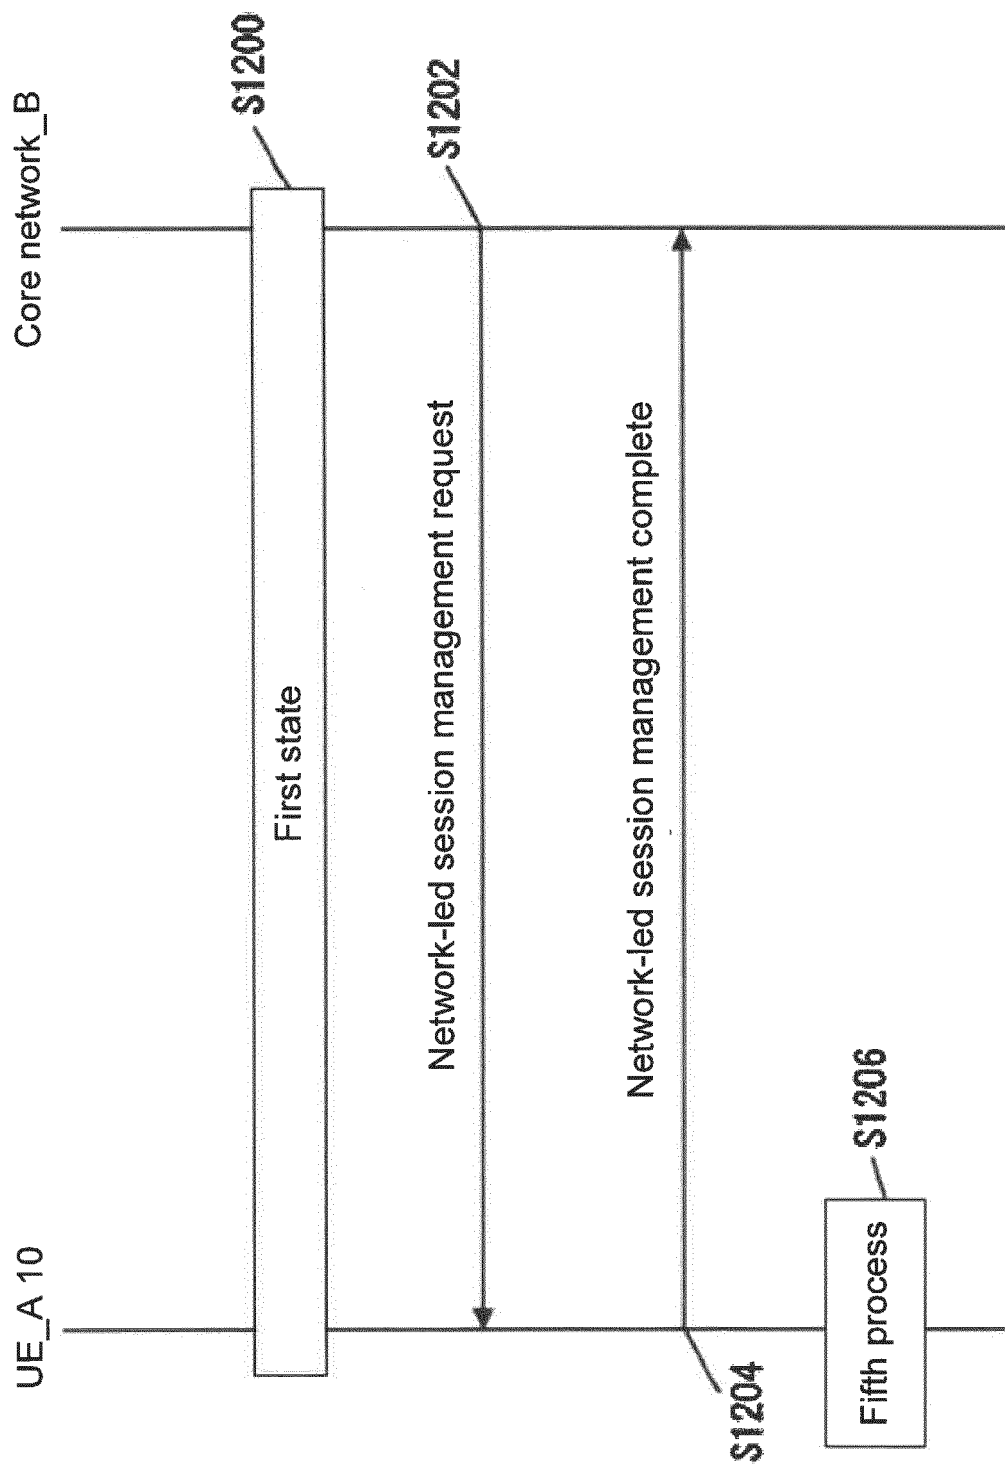 UE_A 10
Core network_B
First state
S1200
Network-led session management request
S1202
Network-led session management complete
S1204
Fifth process
S1206